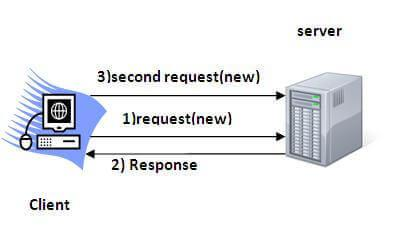 server
3)second request(new)
1)request(new)
2) Response
Client